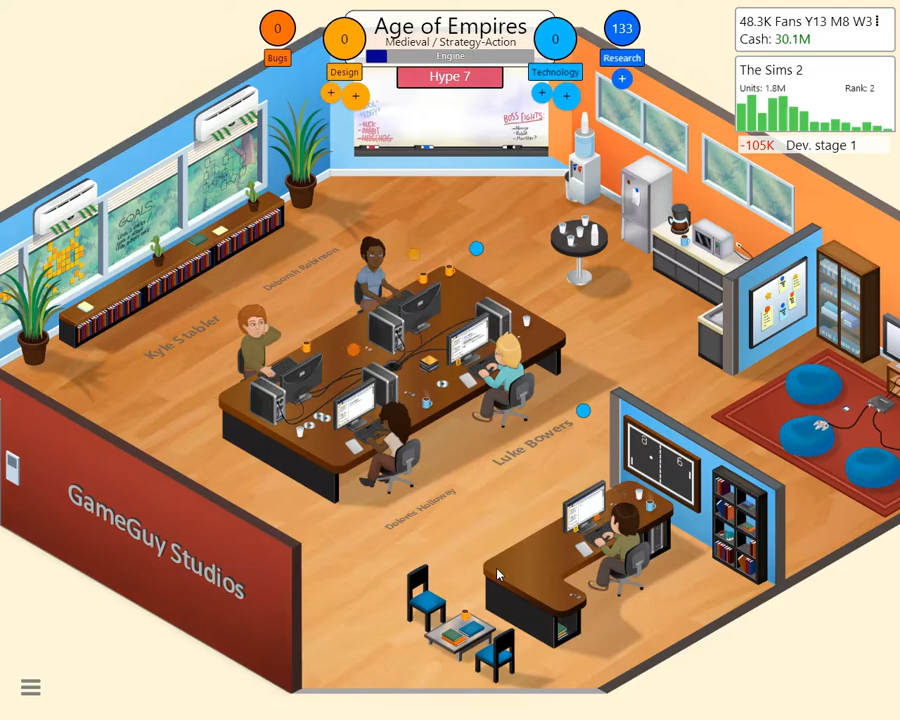 0
Bugs
0
Design
+ +
Age of Empires
Medieval / Strategy-Action
Engine
Hype 7
0
Technology
+ +
133
Research
+
48.3K Fans Y13 M8 W3
Cash: 30.1M
The Sims 2
Units: 1.8M Rank: 2
-105K Dev. stage 1
BOSS FIGHTS:
GOALS:
Deborah Robinson
Kyle Stabler
Luke Bowers
Dolores Holloway
GameGuy Studios